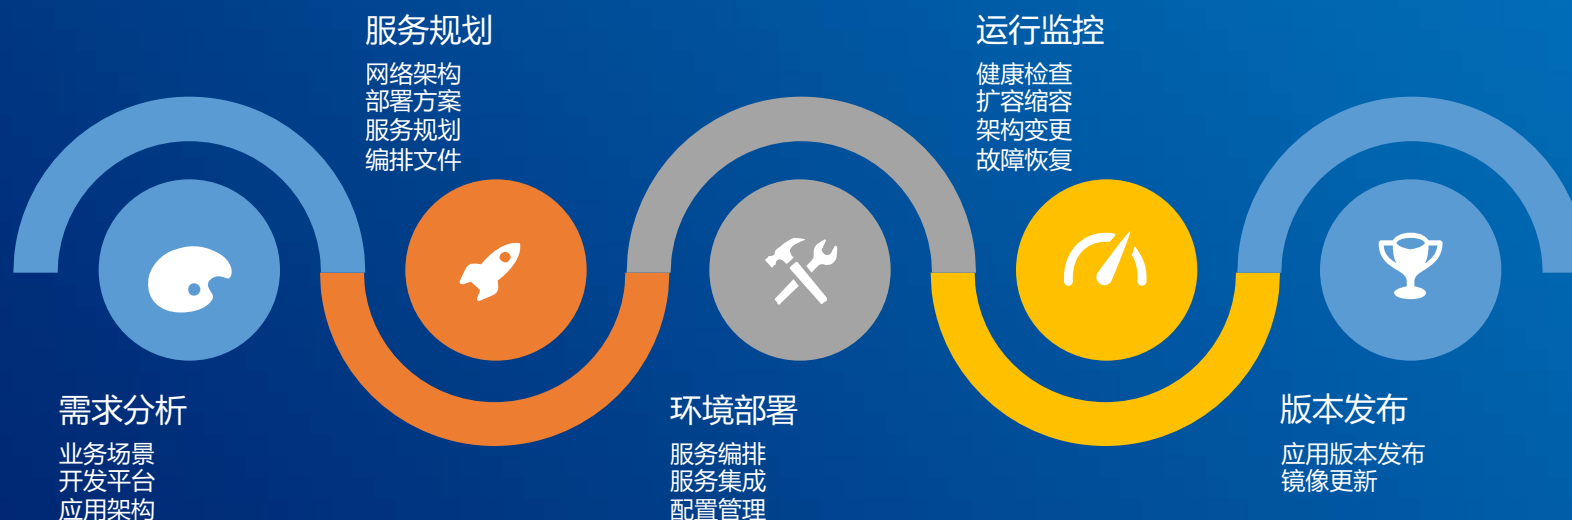 需求分析
业务场景
开发平台
应用架构
服务规划
网络架构
部署方案
服务规划
编排文件
环境部署
服务编排
服务集成
配置管理
运行监控
健康检查
扩容缩容
架构变更
故障恢复
版本发布
应用版本发布
镜像更新